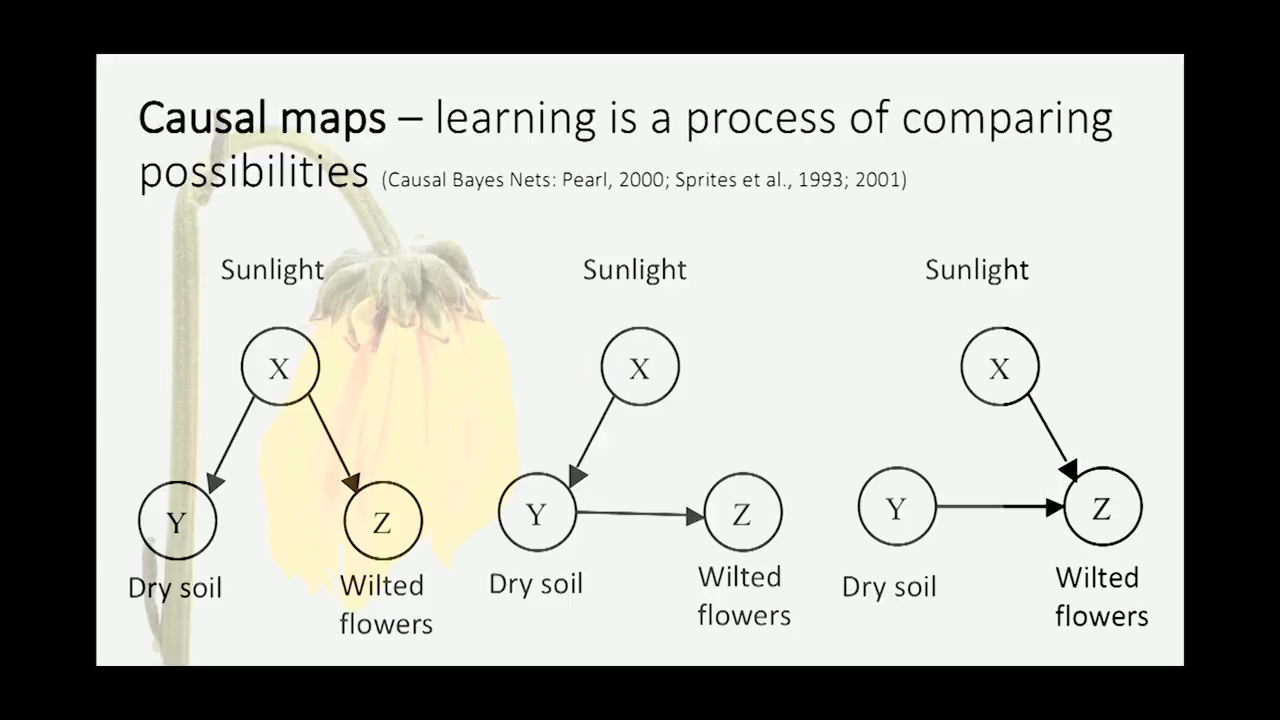 Causal maps – learning is a process of comparing
possibilities (Causal Bayes Nets: Pearl, 2000; Sprites et al., 1993; 2001)
Sunlight
X
Y
Z
Dry soil
Wilted
flowers
Sunlight
X
Y
Z
Dry soil
Wilted
flowers
Sunlight
X
Y
Z
Dry soil
Wilted
flowers